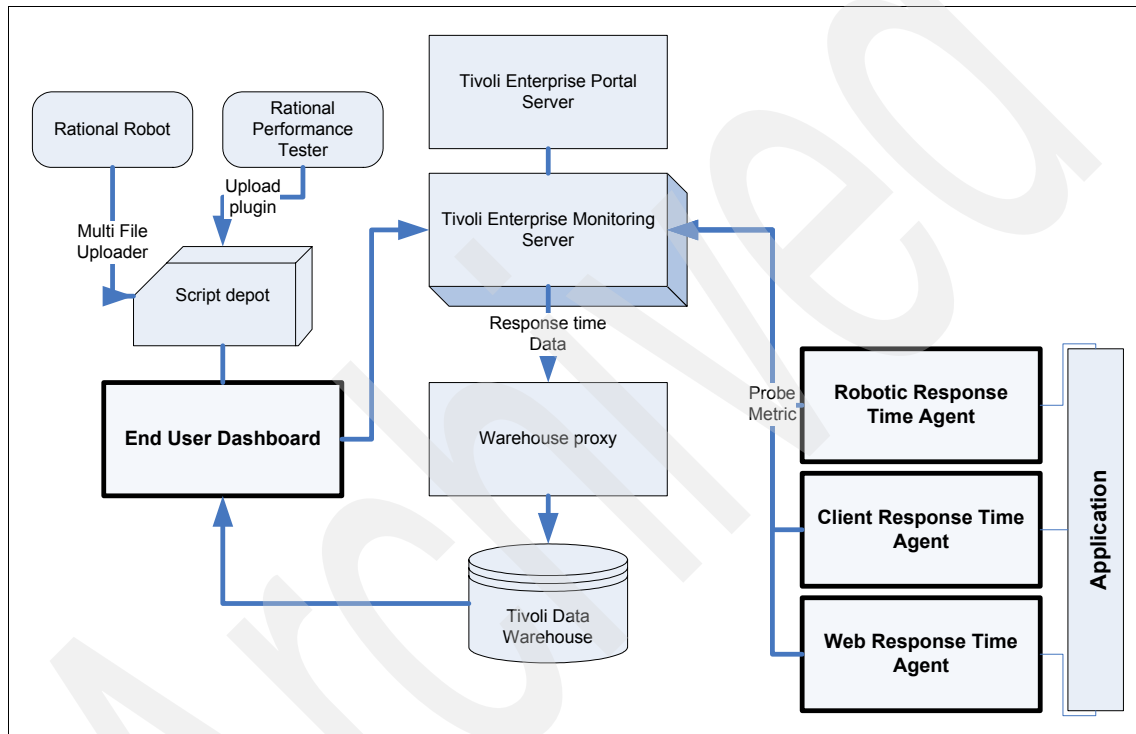 Tivoli Enterprise Portal
Server
Rational Robot
Rational
Performance
Tester
Upload
plugin
Multi File
Uploader
Script depot
Tivoli Enterprise Monitoring
Server
Response time
Data
End User Dashboard
Warehouse proxy
Tivoli Data
Warehouse
Probe
Metric
Robotic Response
Time Agent
Client Response Time
Agent
Web Response Time
Agent
Application
Archived